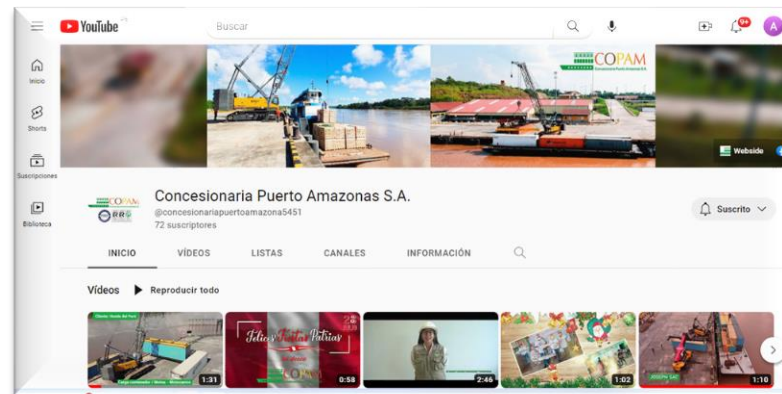 YouTube
Buscar
9+
A
Inicio
Shorts
Suscripciones
Biblioteca
COPAM
Webside
COPAM
Concesionaria Puerto Amazonas S.A.
@concesionariapuertoamazona5451
72 suscriptores
Suscrito
INICIO VÍDEOS LISTAS CANALES INFORMACIÓN
Vídeos Reproducir todo
1:31
Felices Fiestas Patrias
COPAM
0:58
2:46
1:02
1:10